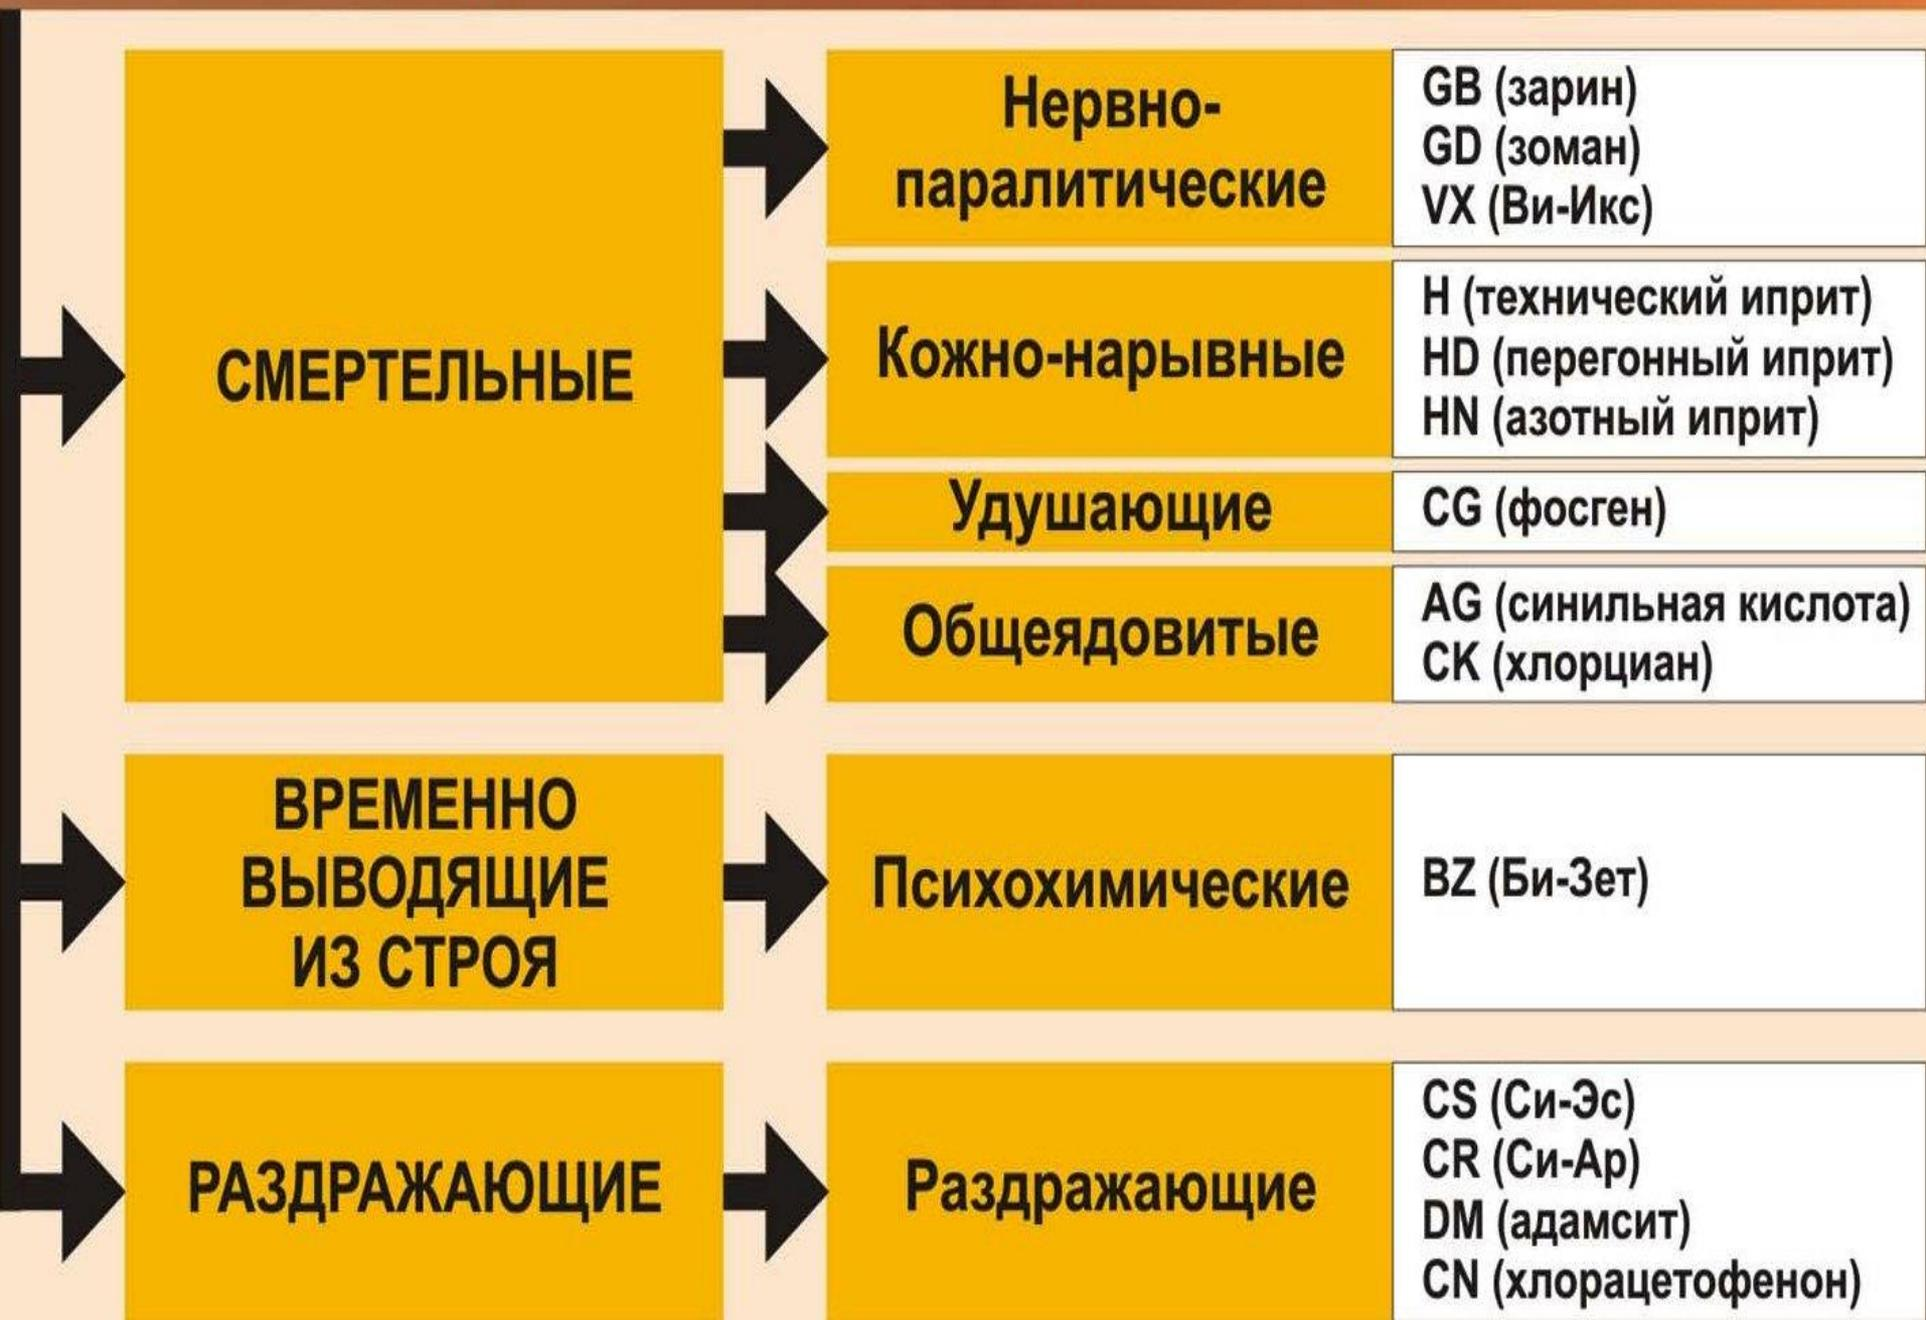 СМЕРТЕЛЬНЫЕ
Нервно-
паралитические
GB (зарин)
GD (зоман)
VX (Ви-Икс)
Кожно-нарывные
H (технический иприт)
HD (перегонный иприт)
HN (азотный иприт)
Удушающие
CG (фосген)
Общеядовитые
AG (синильная кислота)
CK (хлорциан)
ВРЕМЕННО
ВЫВОДЯЩИЕ
ИЗ СТРОЯ
Психохимические
BZ (Би-Зет)
РАЗДРАЖАЮЩИЕ
Раздражающие
CS (Си-Эс)
CR (Си-Ар)
DM (адамсит)
CN (хлорацетофенон)